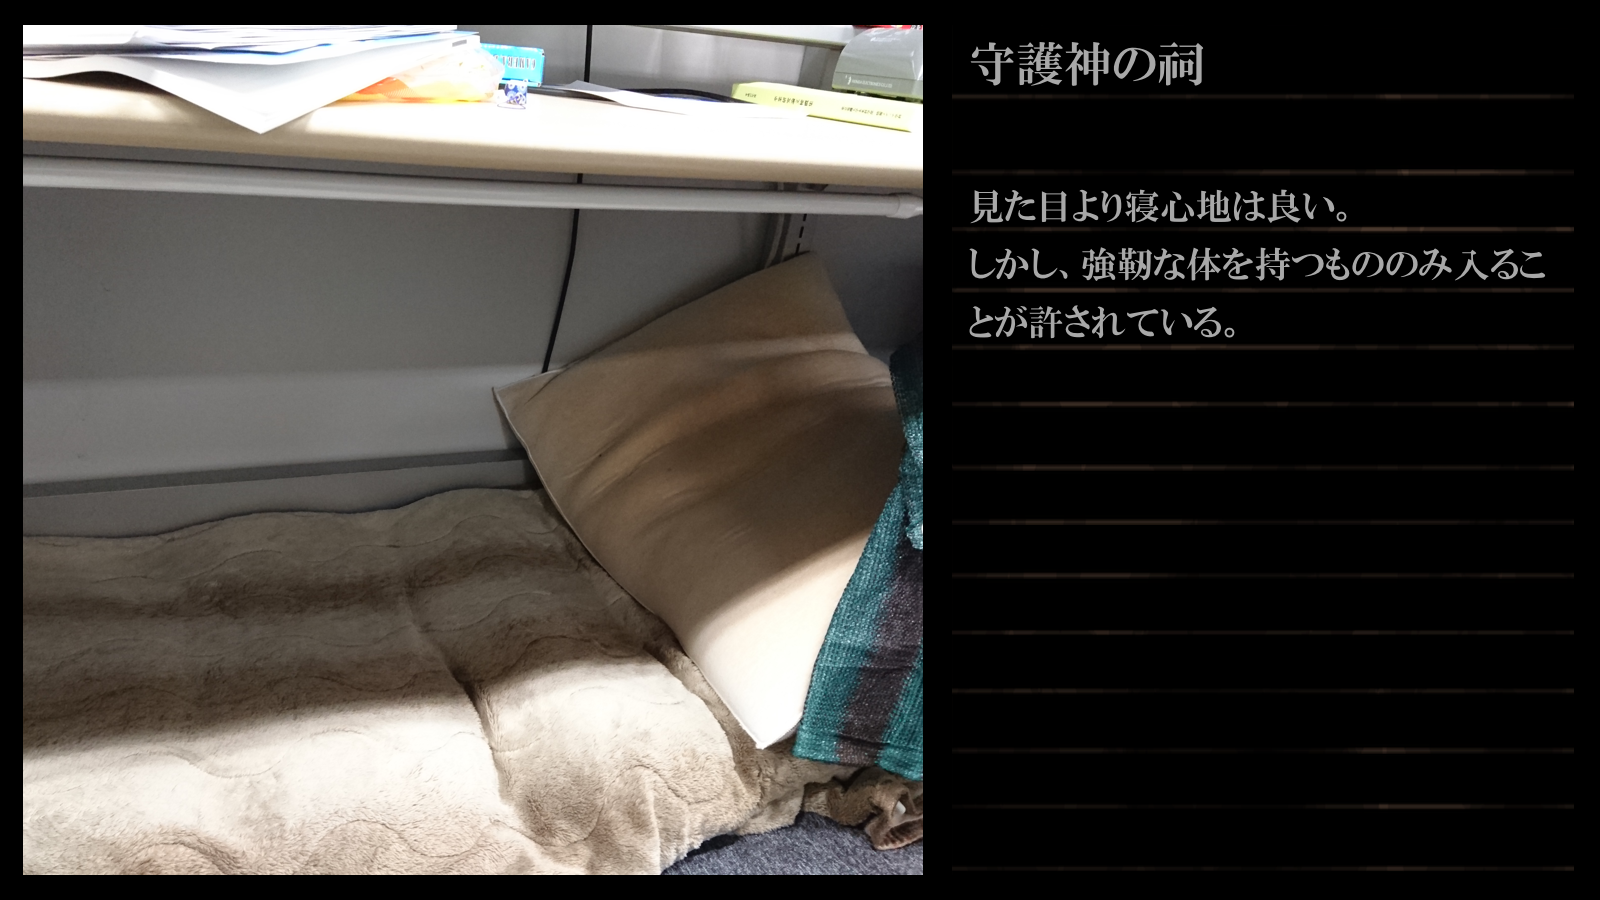 守護神の祠
見た目より寝心地は良い。
しかし、強靭な体を持つもののみ入るこ
とが許されている。